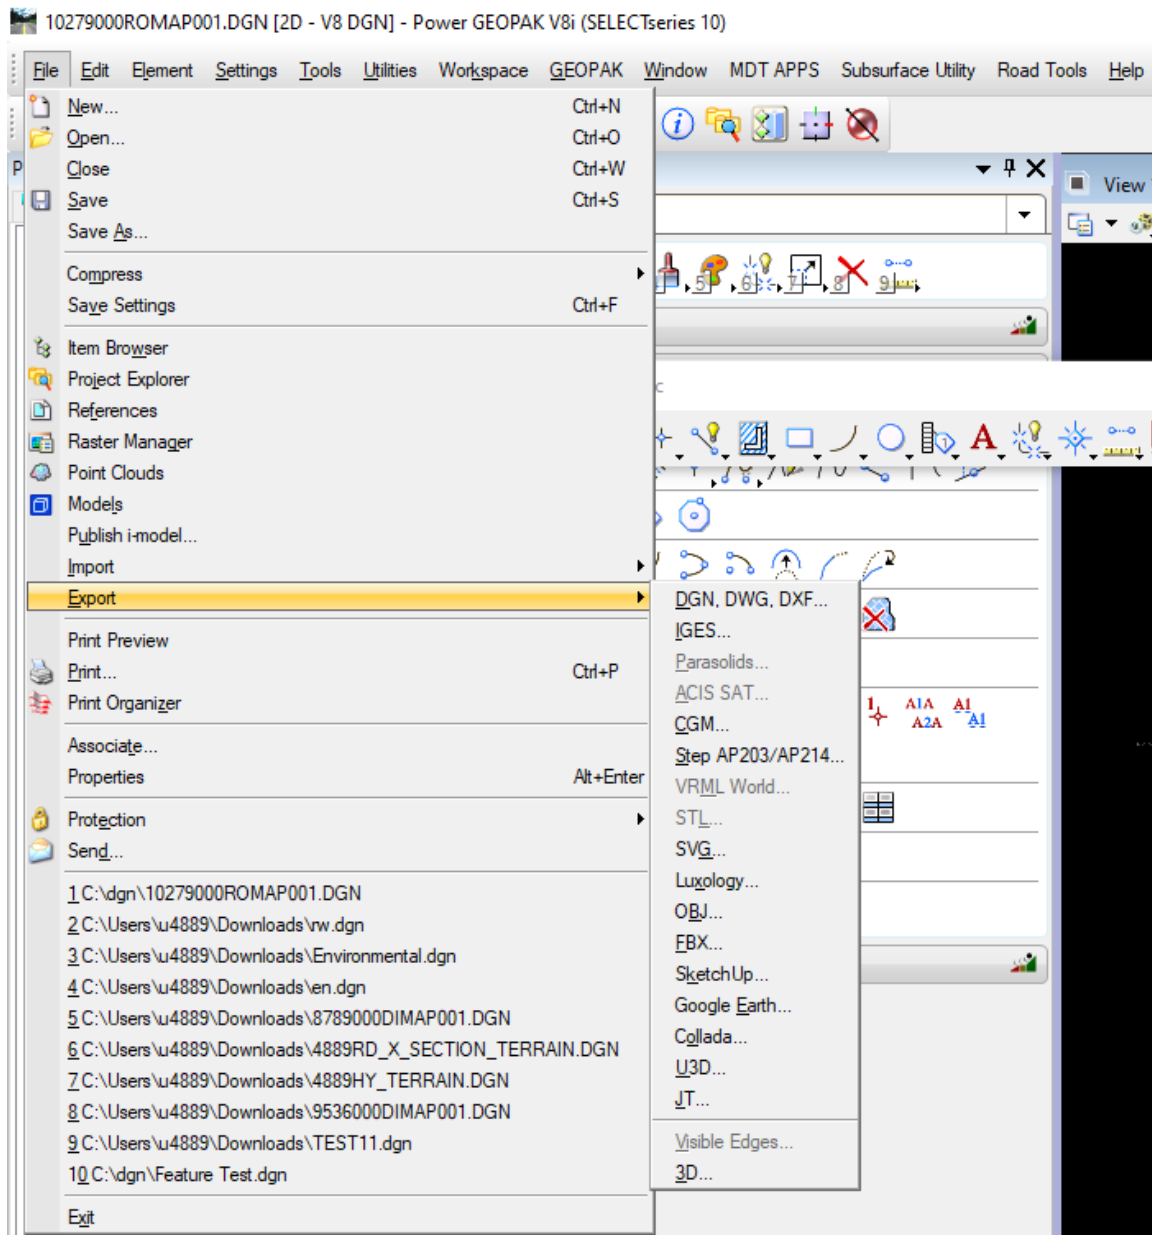 10279000ROMAP001.DGN [2D - V8 DGN] - Power GEOPAK V8i (SELECTseries 10)
File Edit Element Settings Tools Utilities Workspace GEOPAK Window MDT APPS Subsurface Utility Road Tools Help
New... Ctrl+N
Open... Ctrl+O
Close Ctrl+W
View
Save Ctrl+S
Save As...
Compress
Save Settings Ctrl+F
5 6 7 8 9
Item Browser
Project Explorer
References
Raster Manager
Point Clouds
Models
Publish i-model...
Import
Export
DGN, DWG, DXF...
IGES...
Parasolids...
ACIS SAT...
CGM...
Step AP203/AP214...
VRML World...
STL...
SVG...
Luxology...
OBJ...
FBX...
SketchUp...
Google Earth...
Collada...
U3D...
JT...
Visible Edges...
3D...
Print Preview
Print... Ctrl+P
Print Organizer
Associate...
Properties Alt+Enter
Protection
Send...
1 C:\dgn\10279000ROMAP001.DGN
2 C:\Users\u4889\Downloads\rw.dgn
3 C:\Users\u4889\Downloads\Environmental.dgn
4 C:\Users\u4889\Downloads\en.dgn
5 C:\Users\u4889\Downloads\8789000DIMAP001.DGN
6 C:\Users\u4889\Downloads\4889RD_X_SECTION_TERRAIN.DGN
7 C:\Users\u4889\Downloads\4889HY_TERRAIN.DGN
8 C:\Users\u4889\Downloads\9536000DIMAP001.DGN
9 C:\Users\u4889\Downloads\TEST11.dgn
10 C:\dgn\Feature Test.dgn
Exit